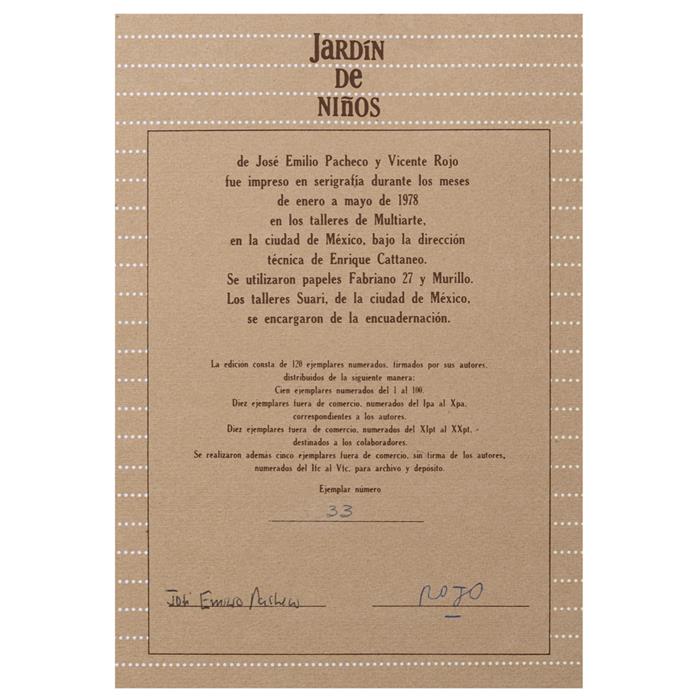 Jardín
de
niños
de José Emilio Pacheco y Vicente Rojo
fue impreso en serigrafía durante los meses
de enero a mayo de 1978
en los talleres de Multiarte,
en la ciudad de México, bajo la dirección
técnica de Enrique Cattaneo.
Se utilizaron papeles Fabriano 27 y Murillo.
Los talleres Suari, de la ciudad de México,
se encargaron de la encuadernación.
La edición consta de 120 ejemplares numerados, firmados por sus autores,
distribuidos de la siguiente manera:
Cien ejemplares numerados del 1 al 100.
Diez ejemplares fuera de comercio, numerados del Ipa al Xpa,
correspondientes a los autores.
Diez ejemplares fuera de comercio, numerados del XIpt al XXpt, -
destinados a los colaboradores.
Se realizaron además cinco ejemplares fuera de comercio, sin firma de los autores,
numerados del Ifc al Vfc, para archivo y depósito.
Ejemplar número
33
José Emilio Pacheco ROJO